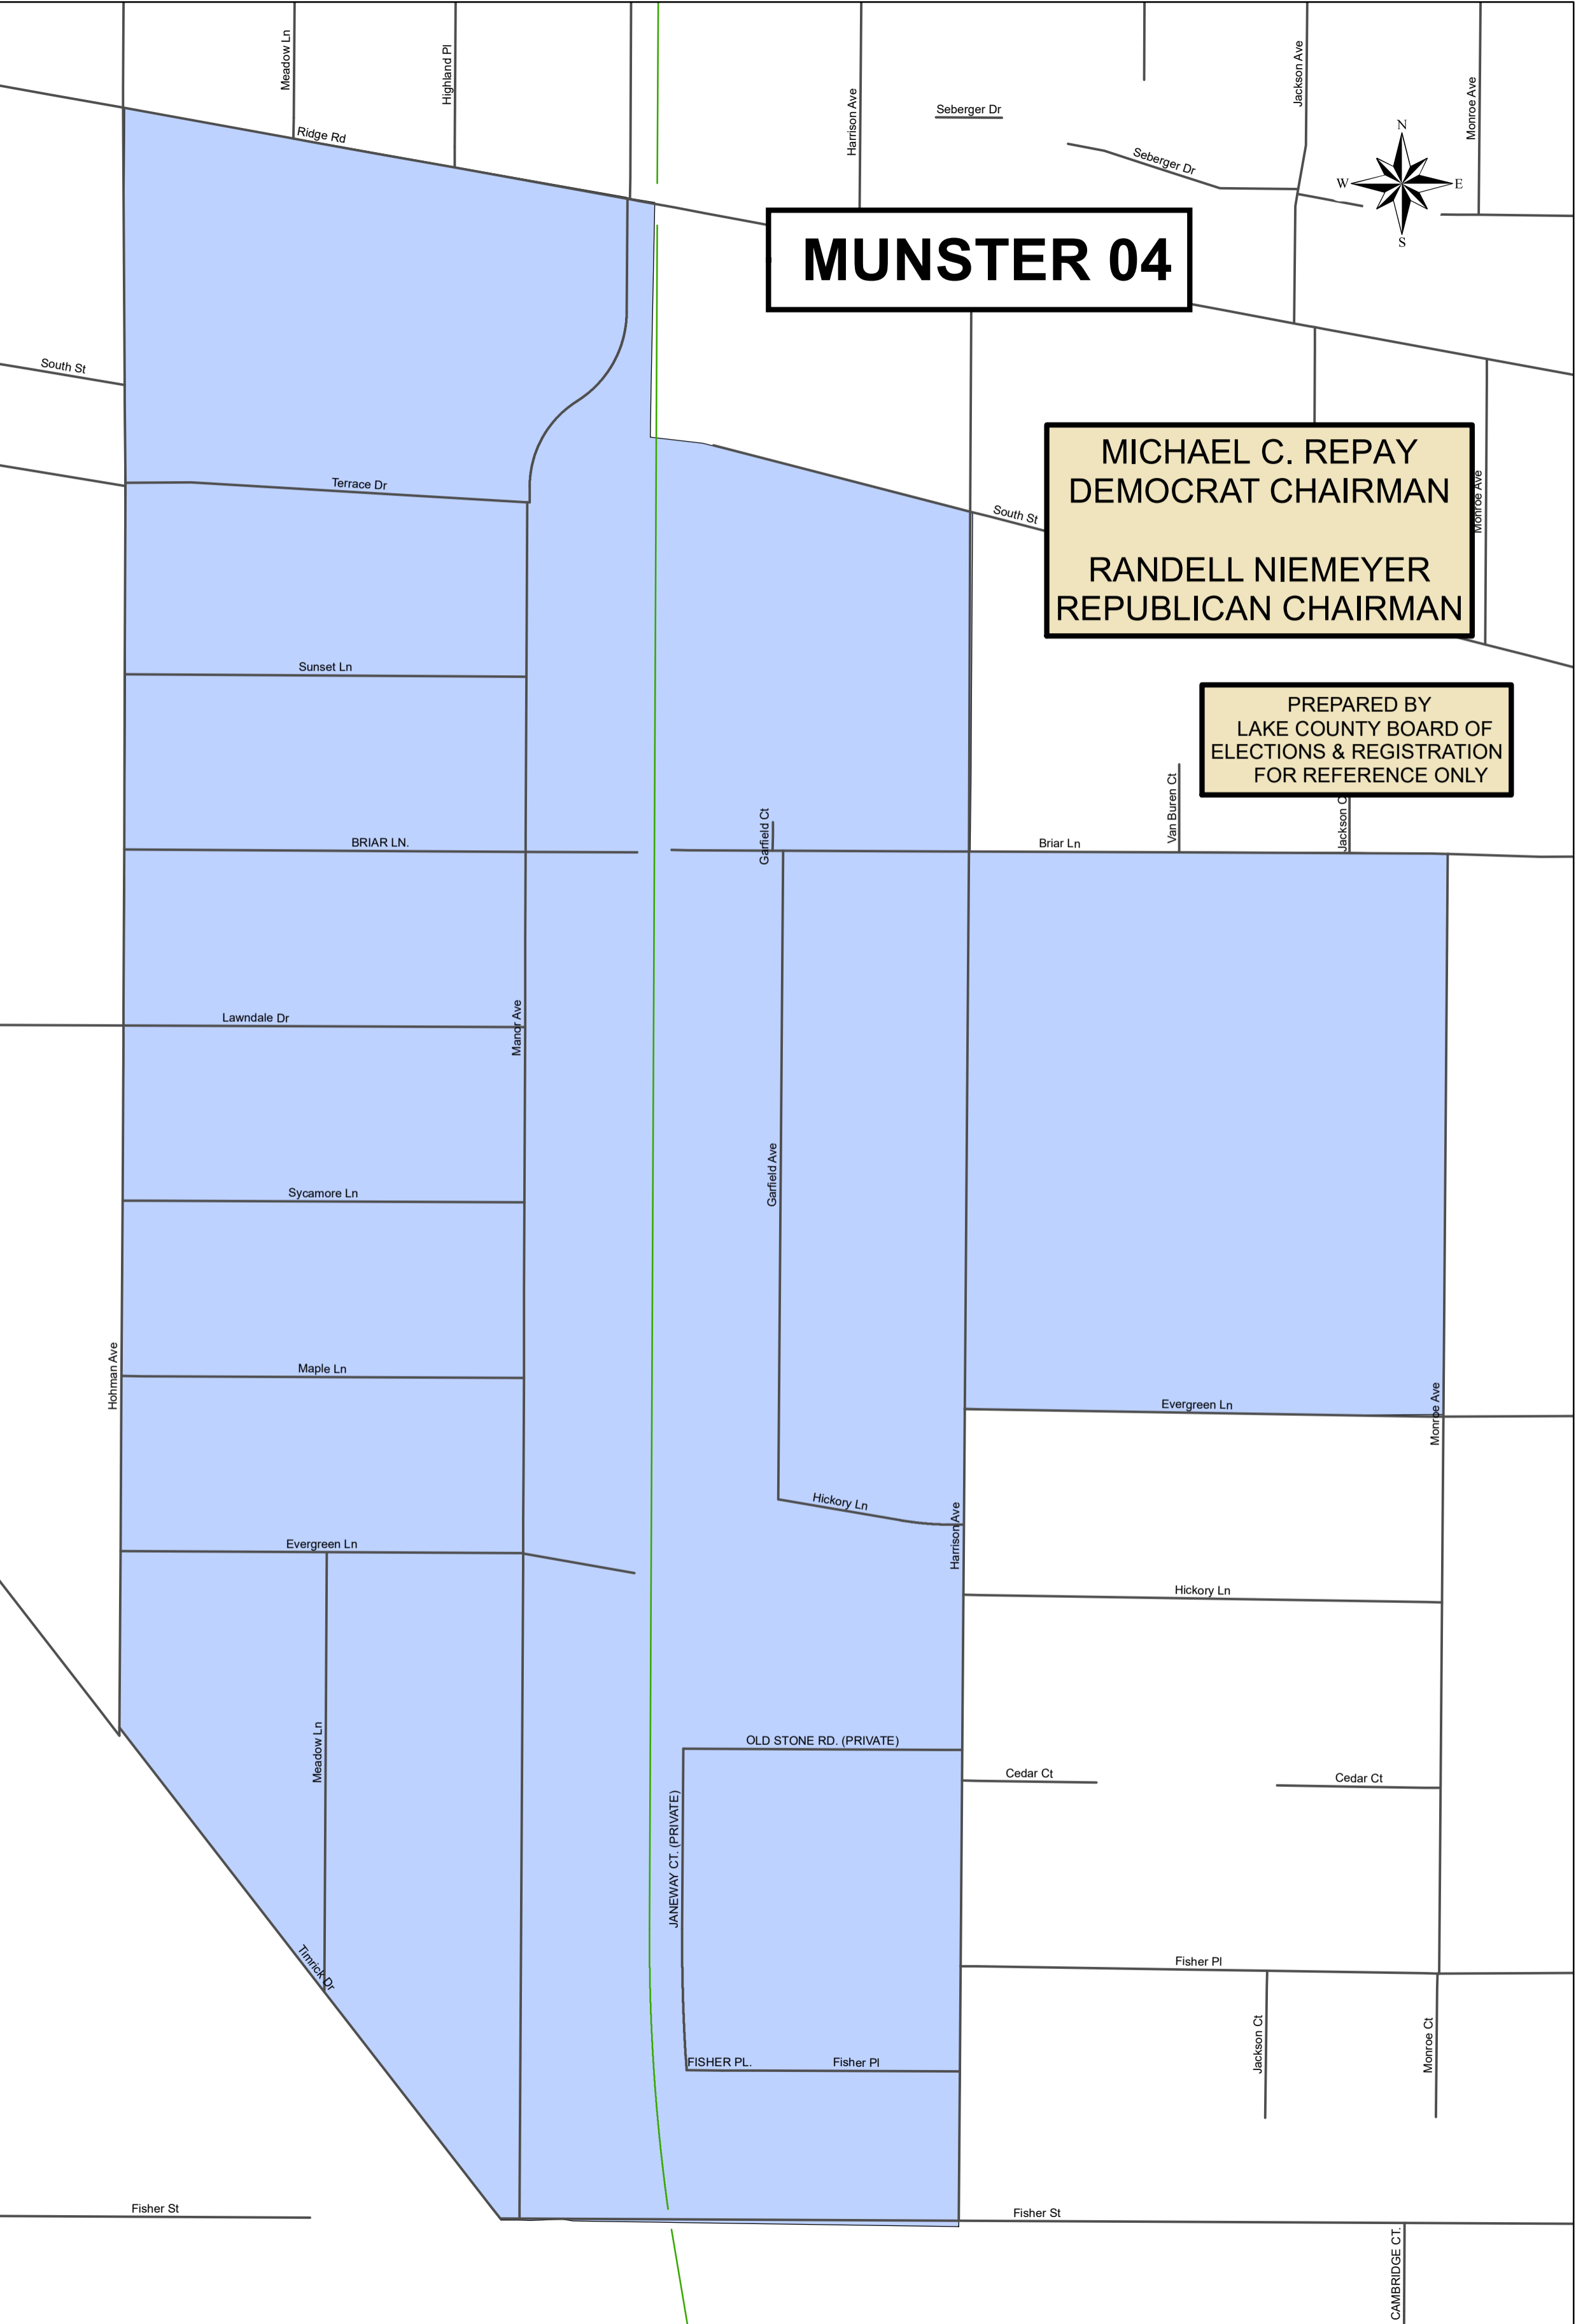 Meadow Ln
Highland Pl
Harrison Ave
Seberger Dr
Jackson Ave
Monroe Ave
Ridge Rd
Seberger Dr
N
W
E
S
MUNSTER 04
South St
MICHAEL C. REPAY
DEMOCRAT CHAIRMAN
RANDELL NIEMEYER
REPUBLICAN CHAIRMAN
Monroe Ave
Terrace Dr
South St
Sunset Ln
PREPARED BY
LAKE COUNTY BOARD OF
ELECTIONS & REGISTRATION
FOR REFERENCE ONLY
Van Buren Ct
Jackson C
Garfield Ct
BRIAR LN.
Briar Ln
Lawndale Dr
Manor Ave
Garfield Ave
Sycamore Ln
Hohman Ave
Maple Ln
Evergreen Ln
Monroe Ave
Hickory Ln
Harrison Ave
Evergreen Ln
Hickory Ln
Meadow Ln
OLD STONE RD. (PRIVATE)
Cedar Ct
Cedar Ct
JANEWAY CT. (PRIVATE)
Timrick Dr
Fisher Pl
Jackson Ct
Monroe Ct
FISHER PL.
Fisher Pl
Fisher St
Fisher St
CAMBRIDGE CT.